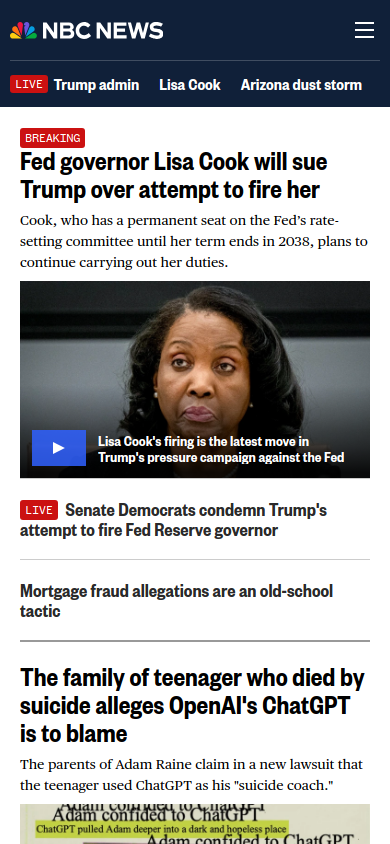 NBC NEWS
LIVE Trump admin Lisa Cook Arizona dust storm
BREAKING
Fed governor Lisa Cook will sue
Trump over attempt to fire her
Cook, who has a permanent seat on the Fed's rate-
setting committee until her term ends in 2038, plans to
continue carrying out her duties.
Lisa Cook's firing is the latest move in
Trump's pressure campaign against the Fed
LIVE Senate Democrats condemn Trump's
attempt to fire Fed Reserve governor
Mortgage fraud allegations are an old-school
tactic
The family of teenager who died by
suicide alleges OpenAI's ChatGPT
is to blame
The parents of Adam Raine claim in a new lawsuit that
the teenager used ChatGPT as his "suicide coach."
Adam confided to ChatGPT
Adam Confided to ChatGPT
ChatGPT pulled Adam deeper into a dark and hopeless place
Adam confided to ChatGPT